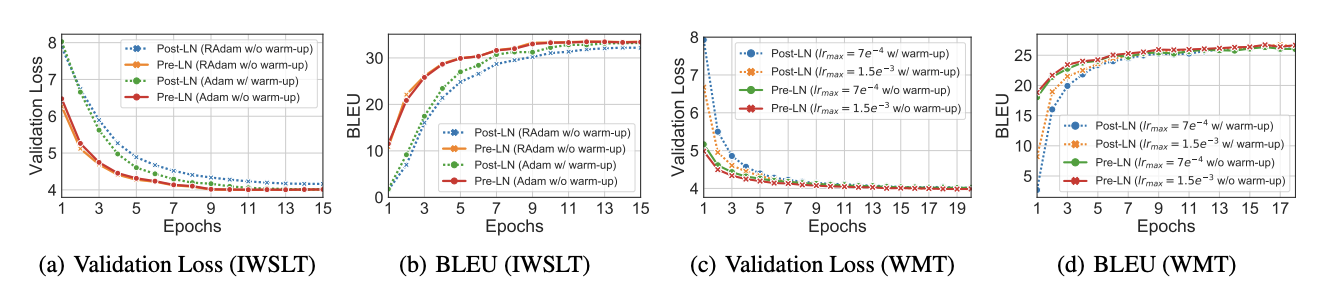 Validation Loss
8
7
6
5
4
Post-LN (RAdam w/o warm-up)
Pre-LN (RAdam w/o warm-up)
Post-LN (Adam w/ warm-up)
Pre-LN (Adam w/o warm-up)
1 3 5 7 9 11 13 15
Epochs
(a) Validation Loss (IWSLT)
BLEU
30
20
10
0
Post-LN (RAdam w/o warm-up)
Pre-LN (RAdam w/o warm-up)
Post-LN (Adam w/ warm-up)
Pre-LN (Adam w/o warm-up)
1 3 5 7 9 11 13 15
Epochs
(b) BLEU (IWSLT)
Validation Loss
8
7
6
5
4
Post-LN (lr_max = 7e⁻⁴ w/ warm-up)
Post-LN (lr_max = 1.5e⁻³ w/ warm-up)
Pre-LN (lr_max = 7e⁻⁴ w/o warm-up)
Pre-LN (lr_max = 1.5e⁻³ w/o warm-up)
1 3 5 7 9 11 13 15 17 19
Epochs
(c) Validation Loss (WMT)
BLEU
25
20
15
10
5
Post-LN (lr_max = 7e⁻⁴ w/ warm-up)
Post-LN (lr_max = 1.5e⁻³ w/ warm-up)
Pre-LN (lr_max = 7e⁻⁴ w/o warm-up)
Pre-LN (lr_max = 1.5e⁻³ w/o warm-up)
1 3 5 7 9 11 13 15 17
Epochs
(d) BLEU (WMT)